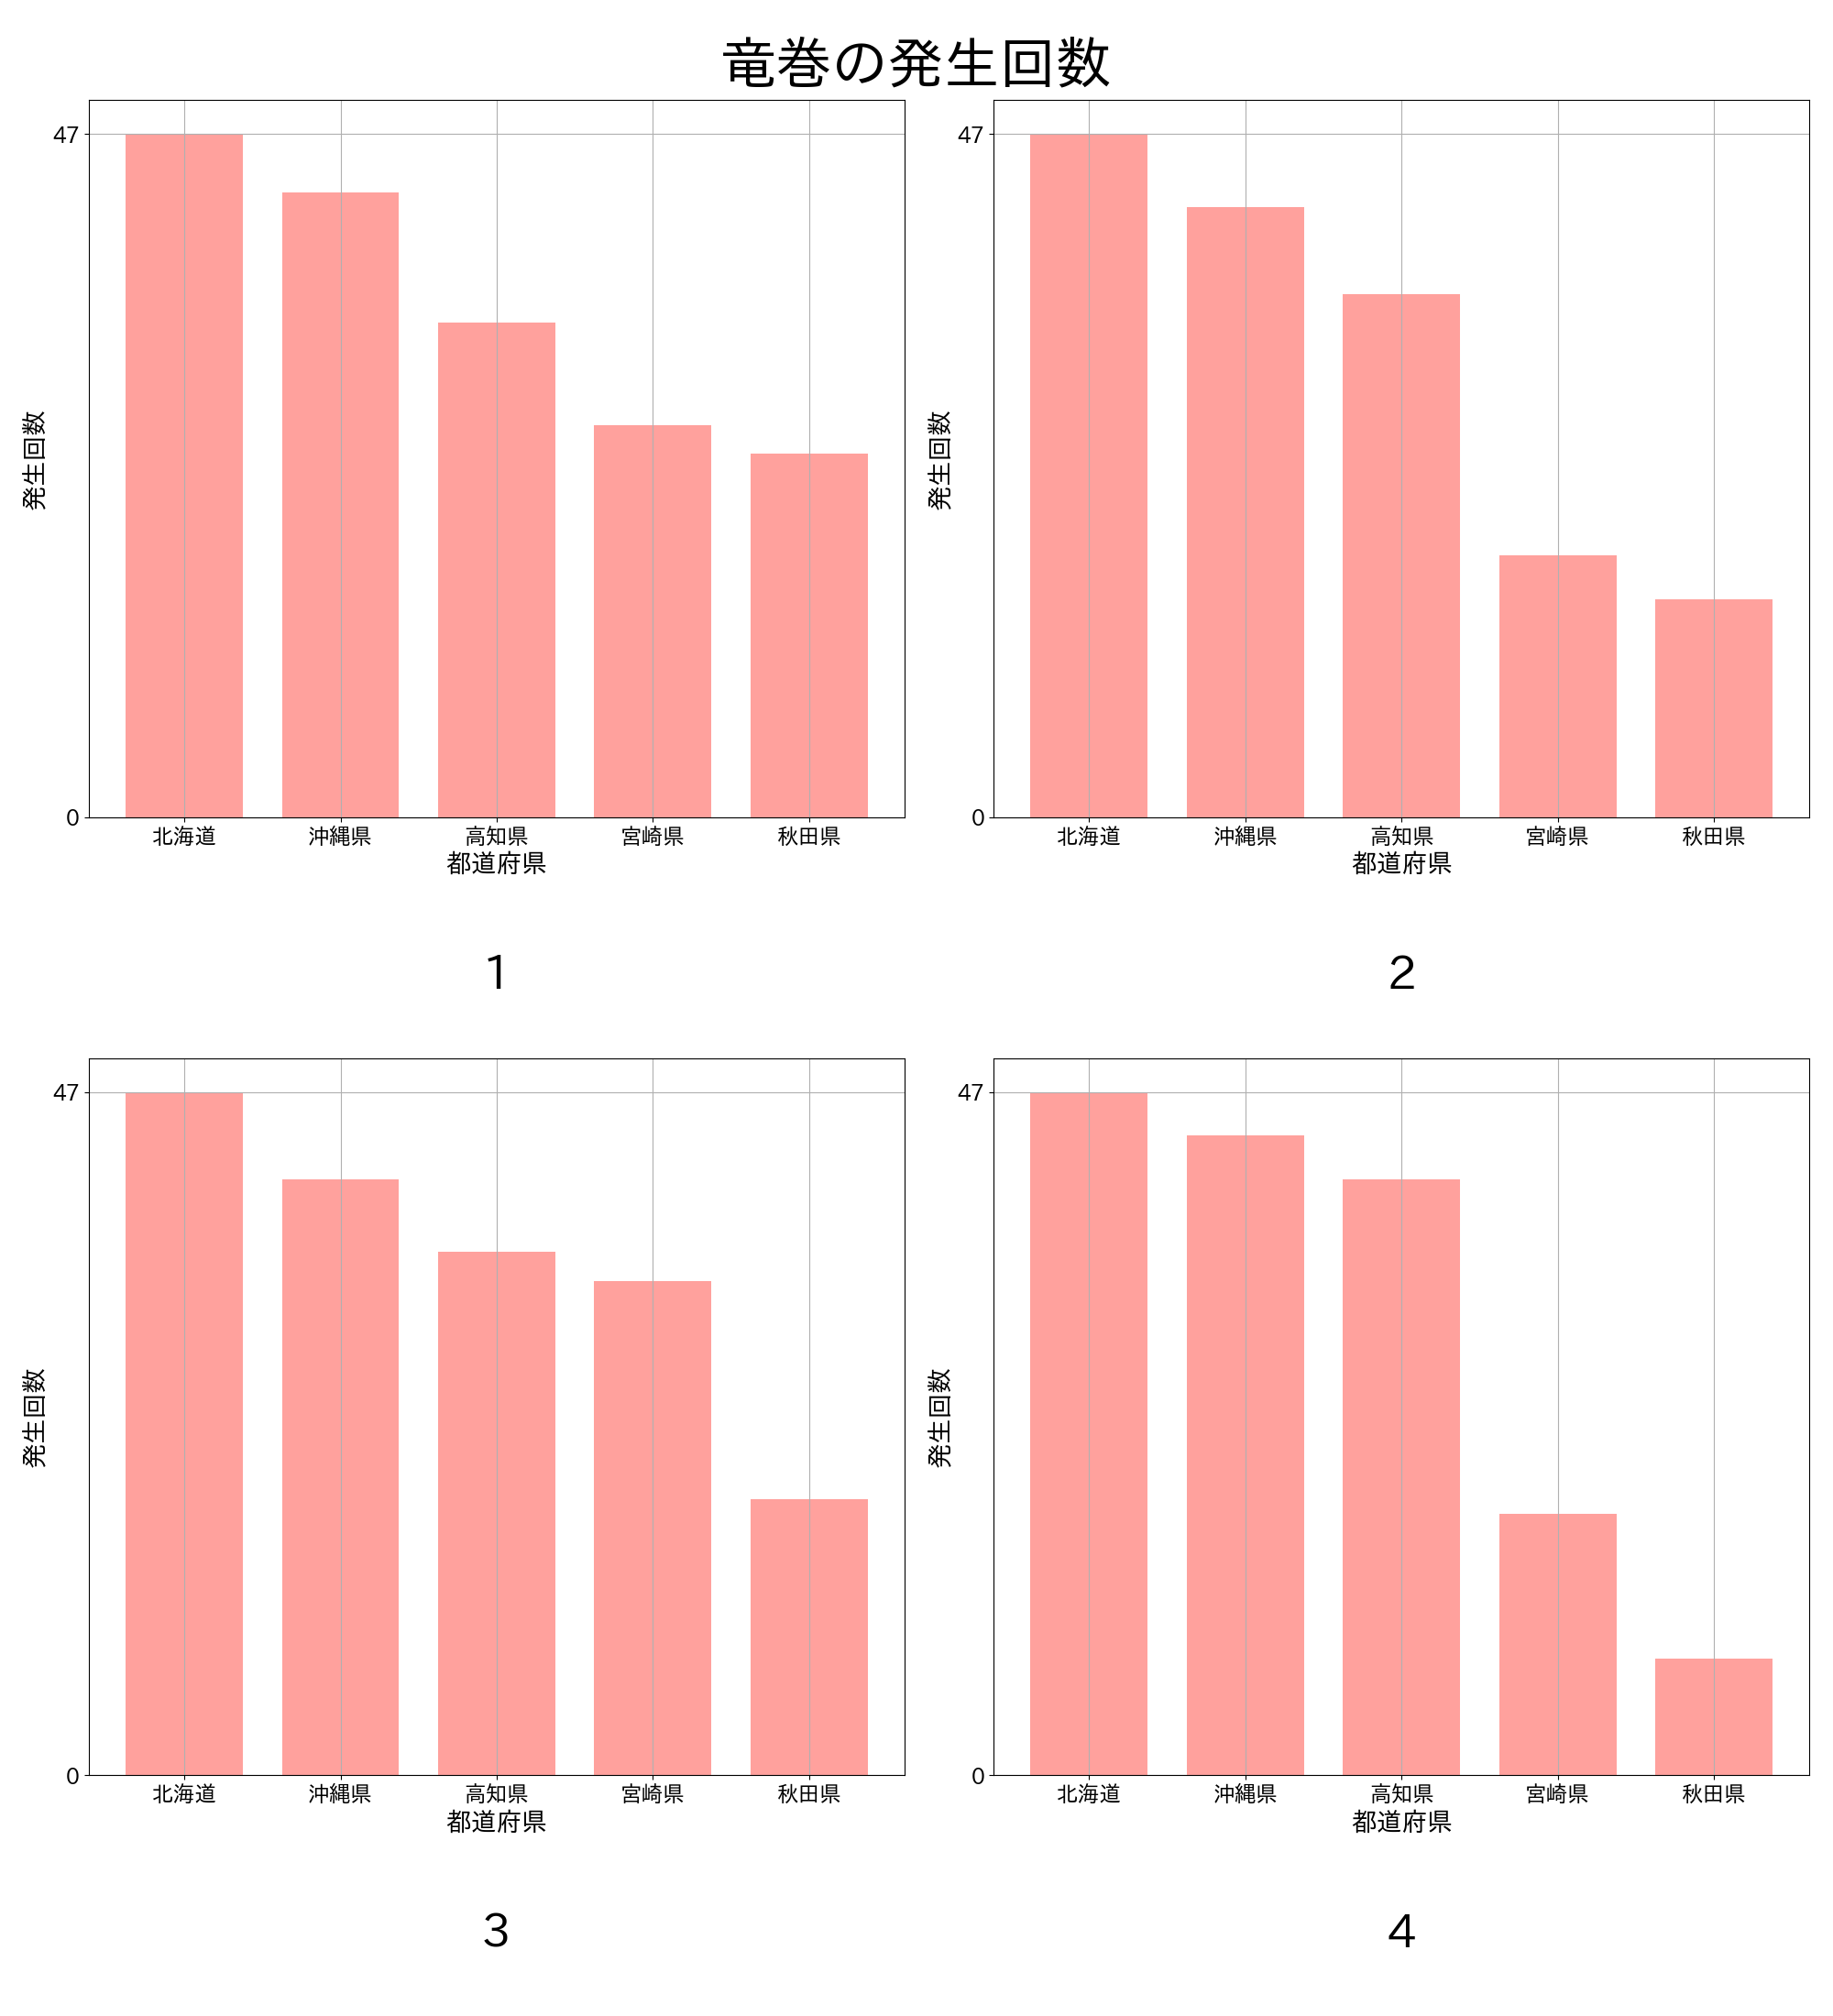 竜巻の発生回数
47
発生回数
0
北海道 沖縄県 高知県 宮崎県 秋田県
都道府県
1
47
発生回数
0
北海道 沖縄県 高知県 宮崎県 秋田県
都道府県
2
47
発生回数
0
北海道 沖縄県 高知県 宮崎県 秋田県
都道府県
3
47
発生回数
0
北海道 沖縄県 高知県 宮崎県 秋田県
都道府県
4